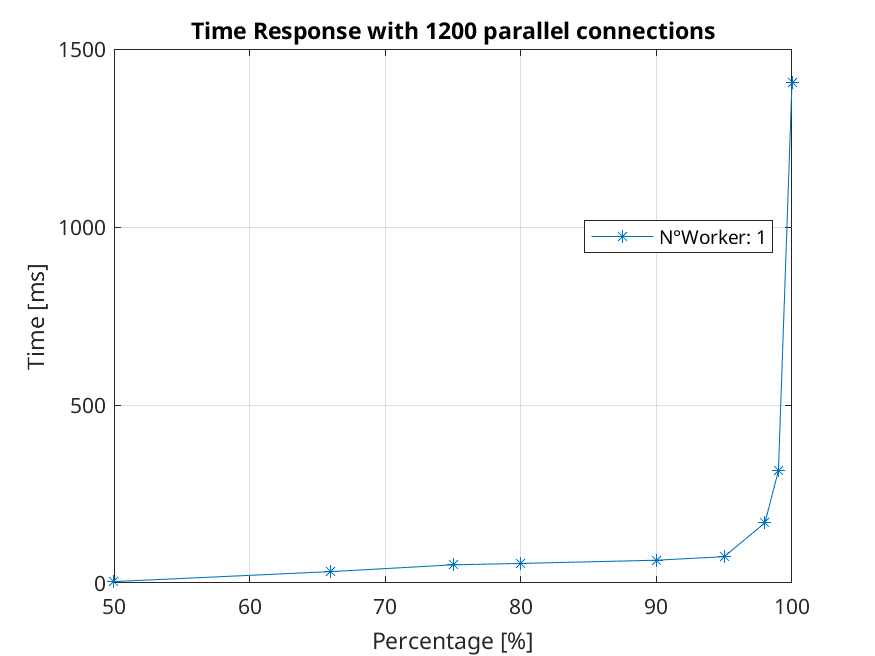 Time Response with 1200 parallel connections
1500
1000
500
0
N°Worker: 1
Time [ms]
50 60 70 80 90 100
Percentage [%]